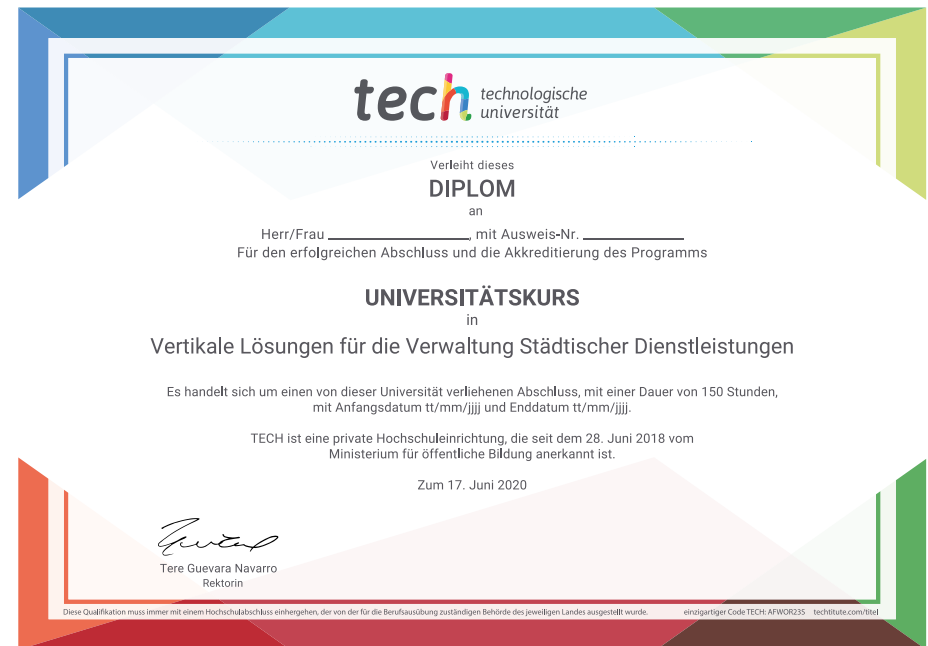 tech technologische
universität
Verleiht dieses
DIPLOM
an
Herr/Frau ____________, mit Ausweis-Nr. ____________
Für den erfolgreichen Abschluss und die Akkreditierung des Programms
UNIVERSITÄTSKURS
in
Vertikale Lösungen für die Verwaltung Städtischer Dienstleistungen
Es handelt sich um einen von dieser Universität verliehenen Abschluss, mit einer Dauer von 150 Stunden,
mit Anfangsdatum tt/mm/jjjj und Enddatum tt/mm/jjjj.
TECH ist eine private Hochschuleinrichtung, die seit dem 28. Juni 2018 vom
Ministerium für öffentliche Bildung anerkannt ist.
Zum 17. Juni 2020
Tere Guevara Navarro
Rektorin
Diese Qualifikation muss immer mit einem Hochschulabschluss einhergehen, der von der für die Berufsausübung zuständigen Behörde des jeweiligen Landes ausgestellt wurde. einzigartiger Code TECH: AFWOR235 techtitute.com/titel